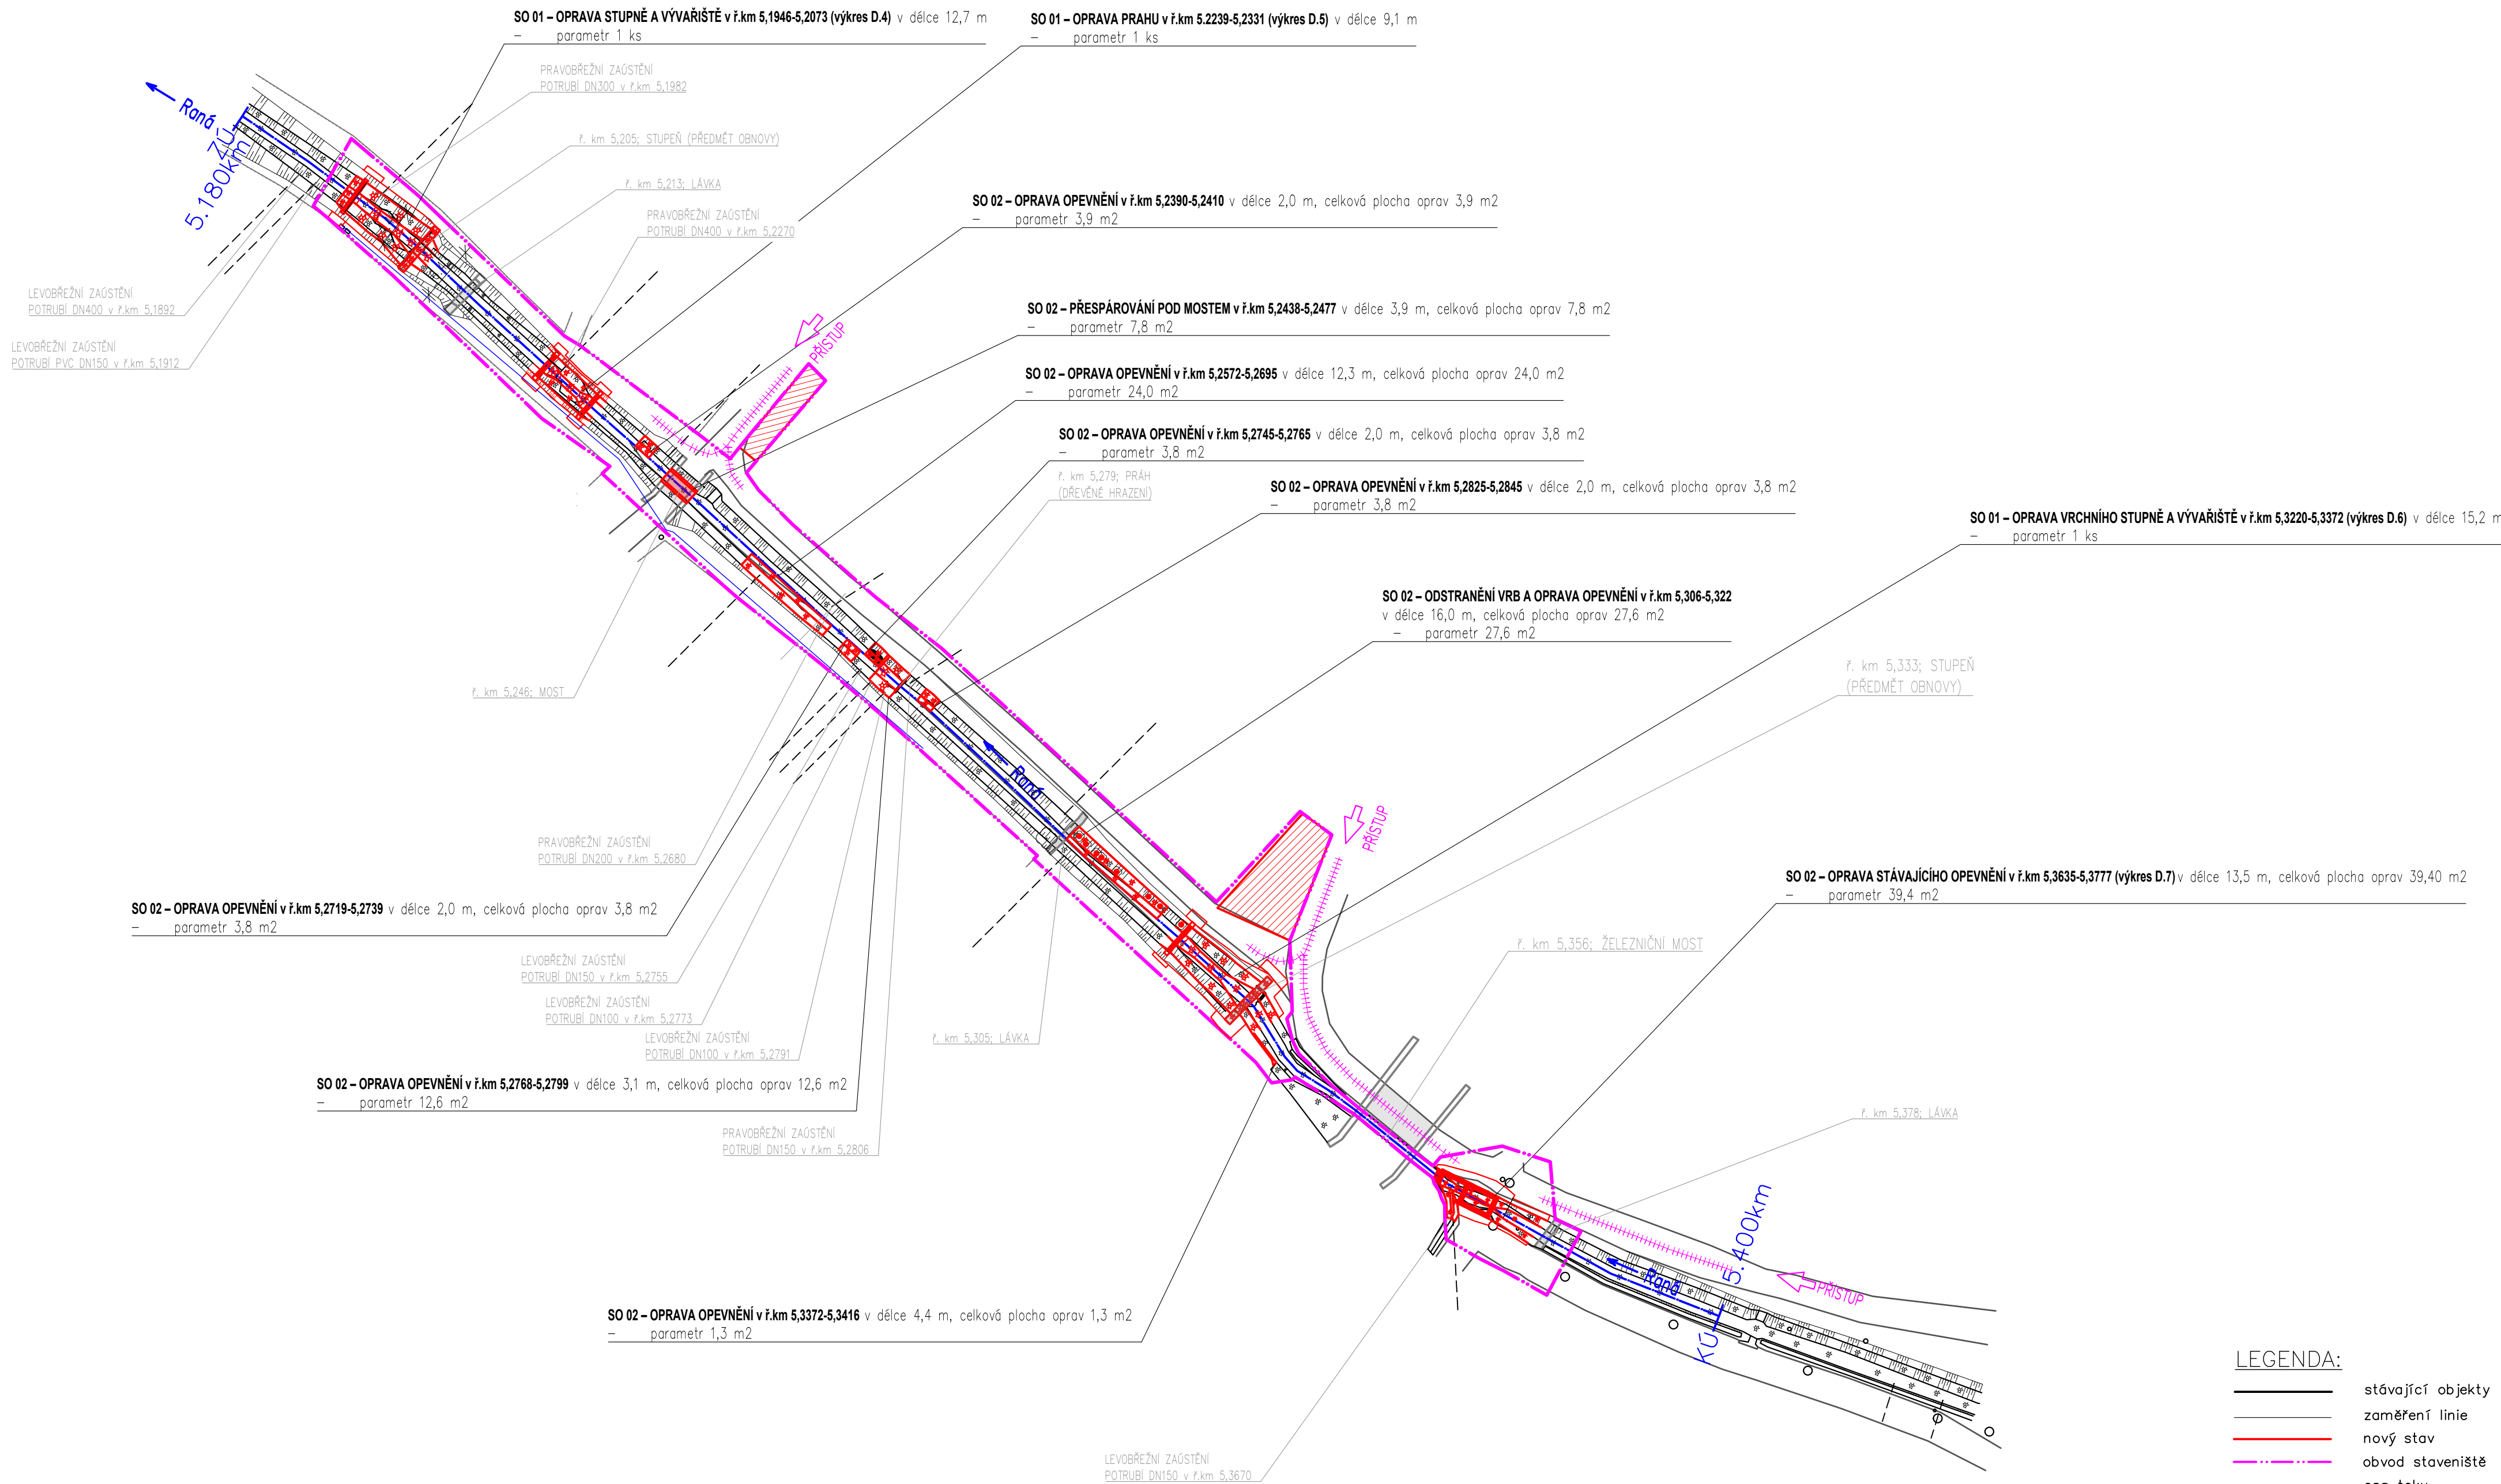 SO 01 – OPRAVA STUPNĚ A VÝVAŘIŠTĚ v ř.km 5,1946-5,2073 (výkres D.4) v délce 12,7 m
– parametr 1 ks
SO 01 – OPRAVA PRAHU v ř.km 5.2239-5,2331 (výkres D.5) v délce 9,1 m
– parametr 1 ks
PRAVOBŘEŽNÍ ZAÚSTĚNÍ
POTRUBÍ DN300 v ř.km 5,1982
Raná
ZÚ
5.180km
ř. km 5,205; STUPEŇ (PŘEDMĚT OBNOVY)
ř. km 5,213; LÁVKA
PRAVOBŘEŽNÍ ZAÚSTĚNÍ
POTRUBÍ DN400 v ř.km 5,2270
SO 02 – OPRAVA OPEVNĚNÍ v ř.km 5,2390-5,2410 v délce 2,0 m, celková plocha oprav 3,9 m2
– parametr 3,9 m2
LEVOBŘEŽNÍ ZAÚSTĚNÍ
POTRUBÍ DN400 v ř.km 5,1892
LEVOBŘEŽNÍ ZAÚSTĚNÍ
POTRUBÍ PVC DN150 v ř.km 5,1912
PŘÍSTUP
SO 02 – PŘESPÁROVÁNÍ POD MOSTEM v ř.km 5,2438-5,2477 v délce 3,9 m, celková plocha oprav 7,8 m2
– parametr 7,8 m2
SO 02 – OPRAVA OPEVNĚNÍ v ř.km 5,2572-5,2695 v délce 12,3 m, celková plocha oprav 24,0 m2
– parametr 24,0 m2
SO 02 – OPRAVA OPEVNĚNÍ v ř.km 5,2745-5,2765 v délce 2,0 m, celková plocha oprav 3,8 m2
– parametr 3,8 m2
ř. km 5,279; PRÁH
(DŘEVĚNÉ HRAZENÍ)
SO 02 – OPRAVA OPEVNĚNÍ v ř.km 5,2825-5,2845 v délce 2,0 m, celková plocha oprav 3,8 m2
– parametr 3,8 m2
SO 01 – OPRAVA VRCHNÍHO STUPNĚ A VÝVAŘIŠTĚ v ř.km 5,3220-5,3372 (výkres D.6) v délce 15,2 m
– parametr 1 ks
SO 02 – ODSTRANĚNÍ VRB A OPRAVA OPEVNĚNÍ v ř.km 5,306-5,322
v délce 16,0 m, celková plocha oprav 27,6 m2
– parametr 27,6 m2
ř. km 5,333; STUPEŇ
(PŘEDMĚT OBNOVY)
ř. km 5,246; MOST
Raná
PŘÍSTUP
PRAVOBŘEŽNÍ ZAÚSTĚNÍ
POTRUBÍ DN200 v ř.km 5,2680
SO 02 – OPRAVA STÁVAJÍCÍHO OPEVNĚNÍ v ř.km 5,3635-5,3777 (výkres D.7) v délce 13,5 m, celková plocha oprav 39,40 m2
– parametr 39,4 m2
SO 02 – OPRAVA OPEVNĚNÍ v ř.km 5,2719-5,2739 v délce 2,0 m, celková plocha oprav 3,8 m2
– parametr 3,8 m2
ř. km 5,356; ŽELEZNIČNÍ MOST
LEVOBŘEŽNÍ ZAÚSTĚNÍ
POTRUBÍ DN150 v ř.km 5,2755
LEVOBŘEŽNÍ ZAÚSTĚNÍ
POTRUBÍ DN100 v ř.km 5,2773
LEVOBŘEŽNÍ ZAÚSTĚNÍ
POTRUBÍ DN100 v ř.km 5,2791
ř. km 5,305; LÁVKA
SO 02 – OPRAVA OPEVNĚNÍ v ř.km 5,2768-5,2799 v délce 3,1 m, celková plocha oprav 12,6 m2
– parametr 12,6 m2
ř. km 5,378; LÁVKA
PRAVOBŘEŽNÍ ZAÚSTĚNÍ
POTRUBÍ DN150 v ř.km 5,2806
5.400km
KÚ
Raná
PŘÍSTUP
SO 02 – OPRAVA OPEVNĚNÍ v ř.km 5,3372-5,3416 v délce 4,4 m, celková plocha oprav 1,3 m2
– parametr 1,3 m2
LEVOBŘEŽNÍ ZAÚSTĚNÍ
POTRUBÍ DN150 v ř.km 5,3670
LEGENDA:
stávající objekty
zaměření linie
nový stav
obvod staveniště